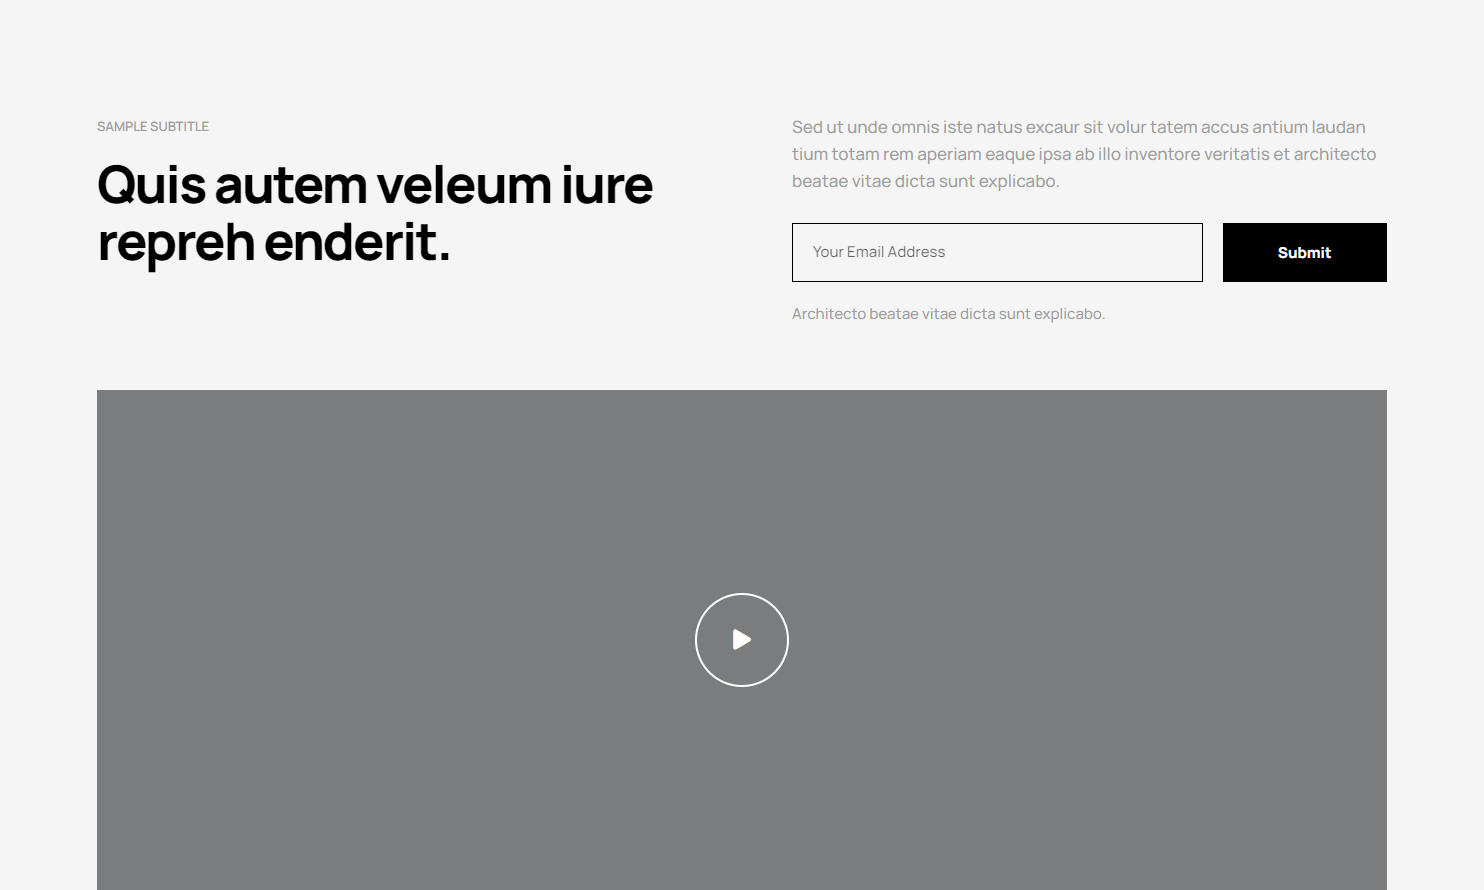 SAMPLE SUBTITLE
Quis autem veleum iure
repreh enderit.
Sed ut unde omnis iste natus excaur sit volur tatem accus antium laudan
tium totam rem aperiam eaque ipsa ab illo inventore veritatis et architecto
beatae vitae dicta sunt explicabo.
Your Email Address
Submit
Architecto beatae vitae dicta sunt explicabo.